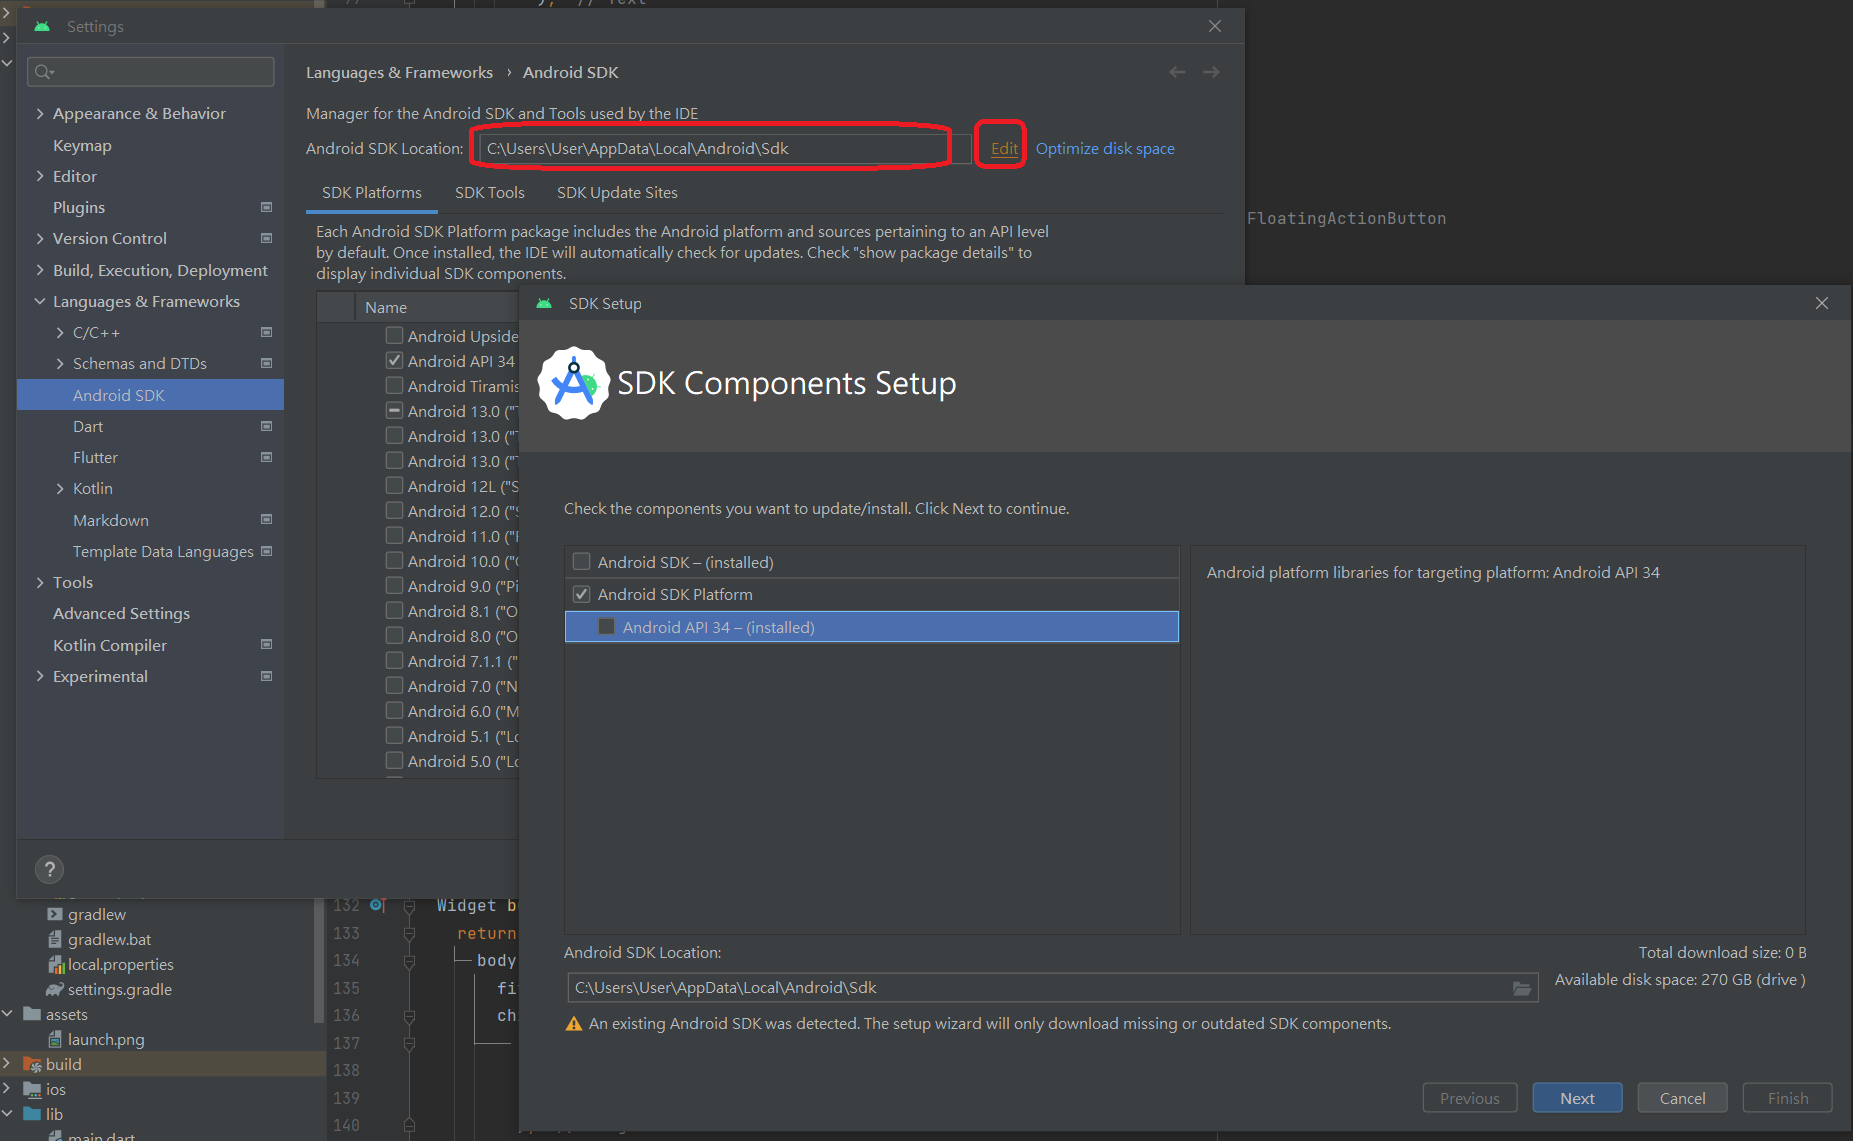 77
), // Text
Settings
Languages & Frameworks › Android SDK
Manager for the Android SDK and Tools used by the IDE
Android SDK Location: C:\Users\User\AppData\Local\Android\Sdk Edit Optimize disk space
SDK Platforms SDK Tools SDK Update Sites
Each Android SDK Platform package includes the Android platform and sources pertaining to an API level
by default. Once installed, the IDE will automatically check for updates. Check "show package details" to
display individual SDK components.
Name
Android Upside
Android API 34
Android Tiramis
Android 13.0 ("T
Android 13.0 ("T
Android 13.0 ("T
Android 12L ("S
Android 12.0 ("S
Android 11.0 ("R
Android 10.0 ("Q
Android 9.0 ("Pi
Android 8.1 ("O
Android 8.0 ("O
Android 7.1.1 ("
Android 7.0 ("N
Android 6.0 ("M
Android 5.1 ("Lo
Android 5.0 ("Lo
Appearance & Behavior
Keymap
Editor
Plugins
Version Control
Build, Execution, Deployment
Languages & Frameworks
C/C++
Schemas and DTDs
Android SDK
Dart
Flutter
Kotlin
Markdown
Template Data Languages
Tools
Advanced Settings
Kotlin Compiler
Experimental
?
FloatingActionButton
SDK Setup
SDK Components Setup
Check the components you want to update/install. Click Next to continue.
Android SDK – (installed)
Android SDK Platform
Android API 34 – (installed)
Android platform libraries for targeting platform: Android API 34
Android SDK Location:
Total download size: 0 B
C:\Users\User\AppData\Local\Android\Sdk
Available disk space: 270 GB (drive )
An existing Android SDK was detected. The setup wizard will only download missing or outdated SDK components.
Previous Next Cancel Finish
gradlew
gradlew.bat
local.properties
settings.gradle
assets
launch.png
build
ios
lib
main.dart
132 Widget b
133 return
134 body
135 fi
136 ch
137
138
139
140